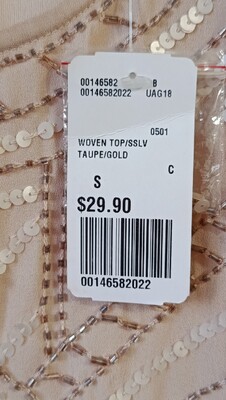 00146582 8
00146582022 UAG18
0501
WOVEN TOP/SSLV
TAUPE/GOLD
C
S
$29.90
00146582022